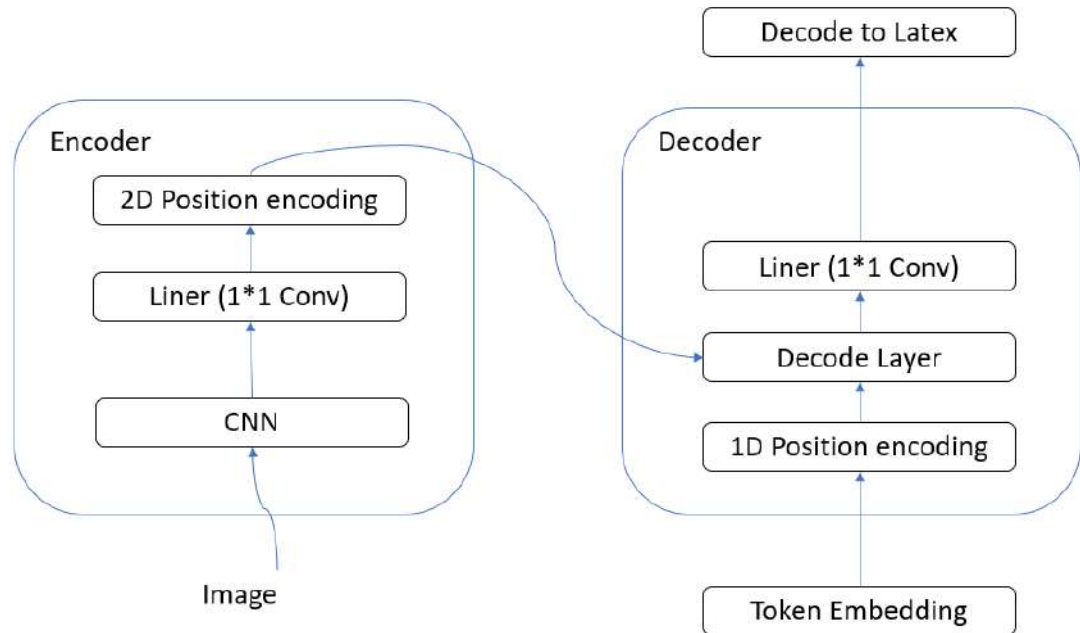 Encoder
2D Position encoding
Liner (1*1 Conv)
CNN
Image
Decode to Latex
Decoder
Liner (1*1 Conv)
Decode Layer
1D Position encoding
Token Embedding